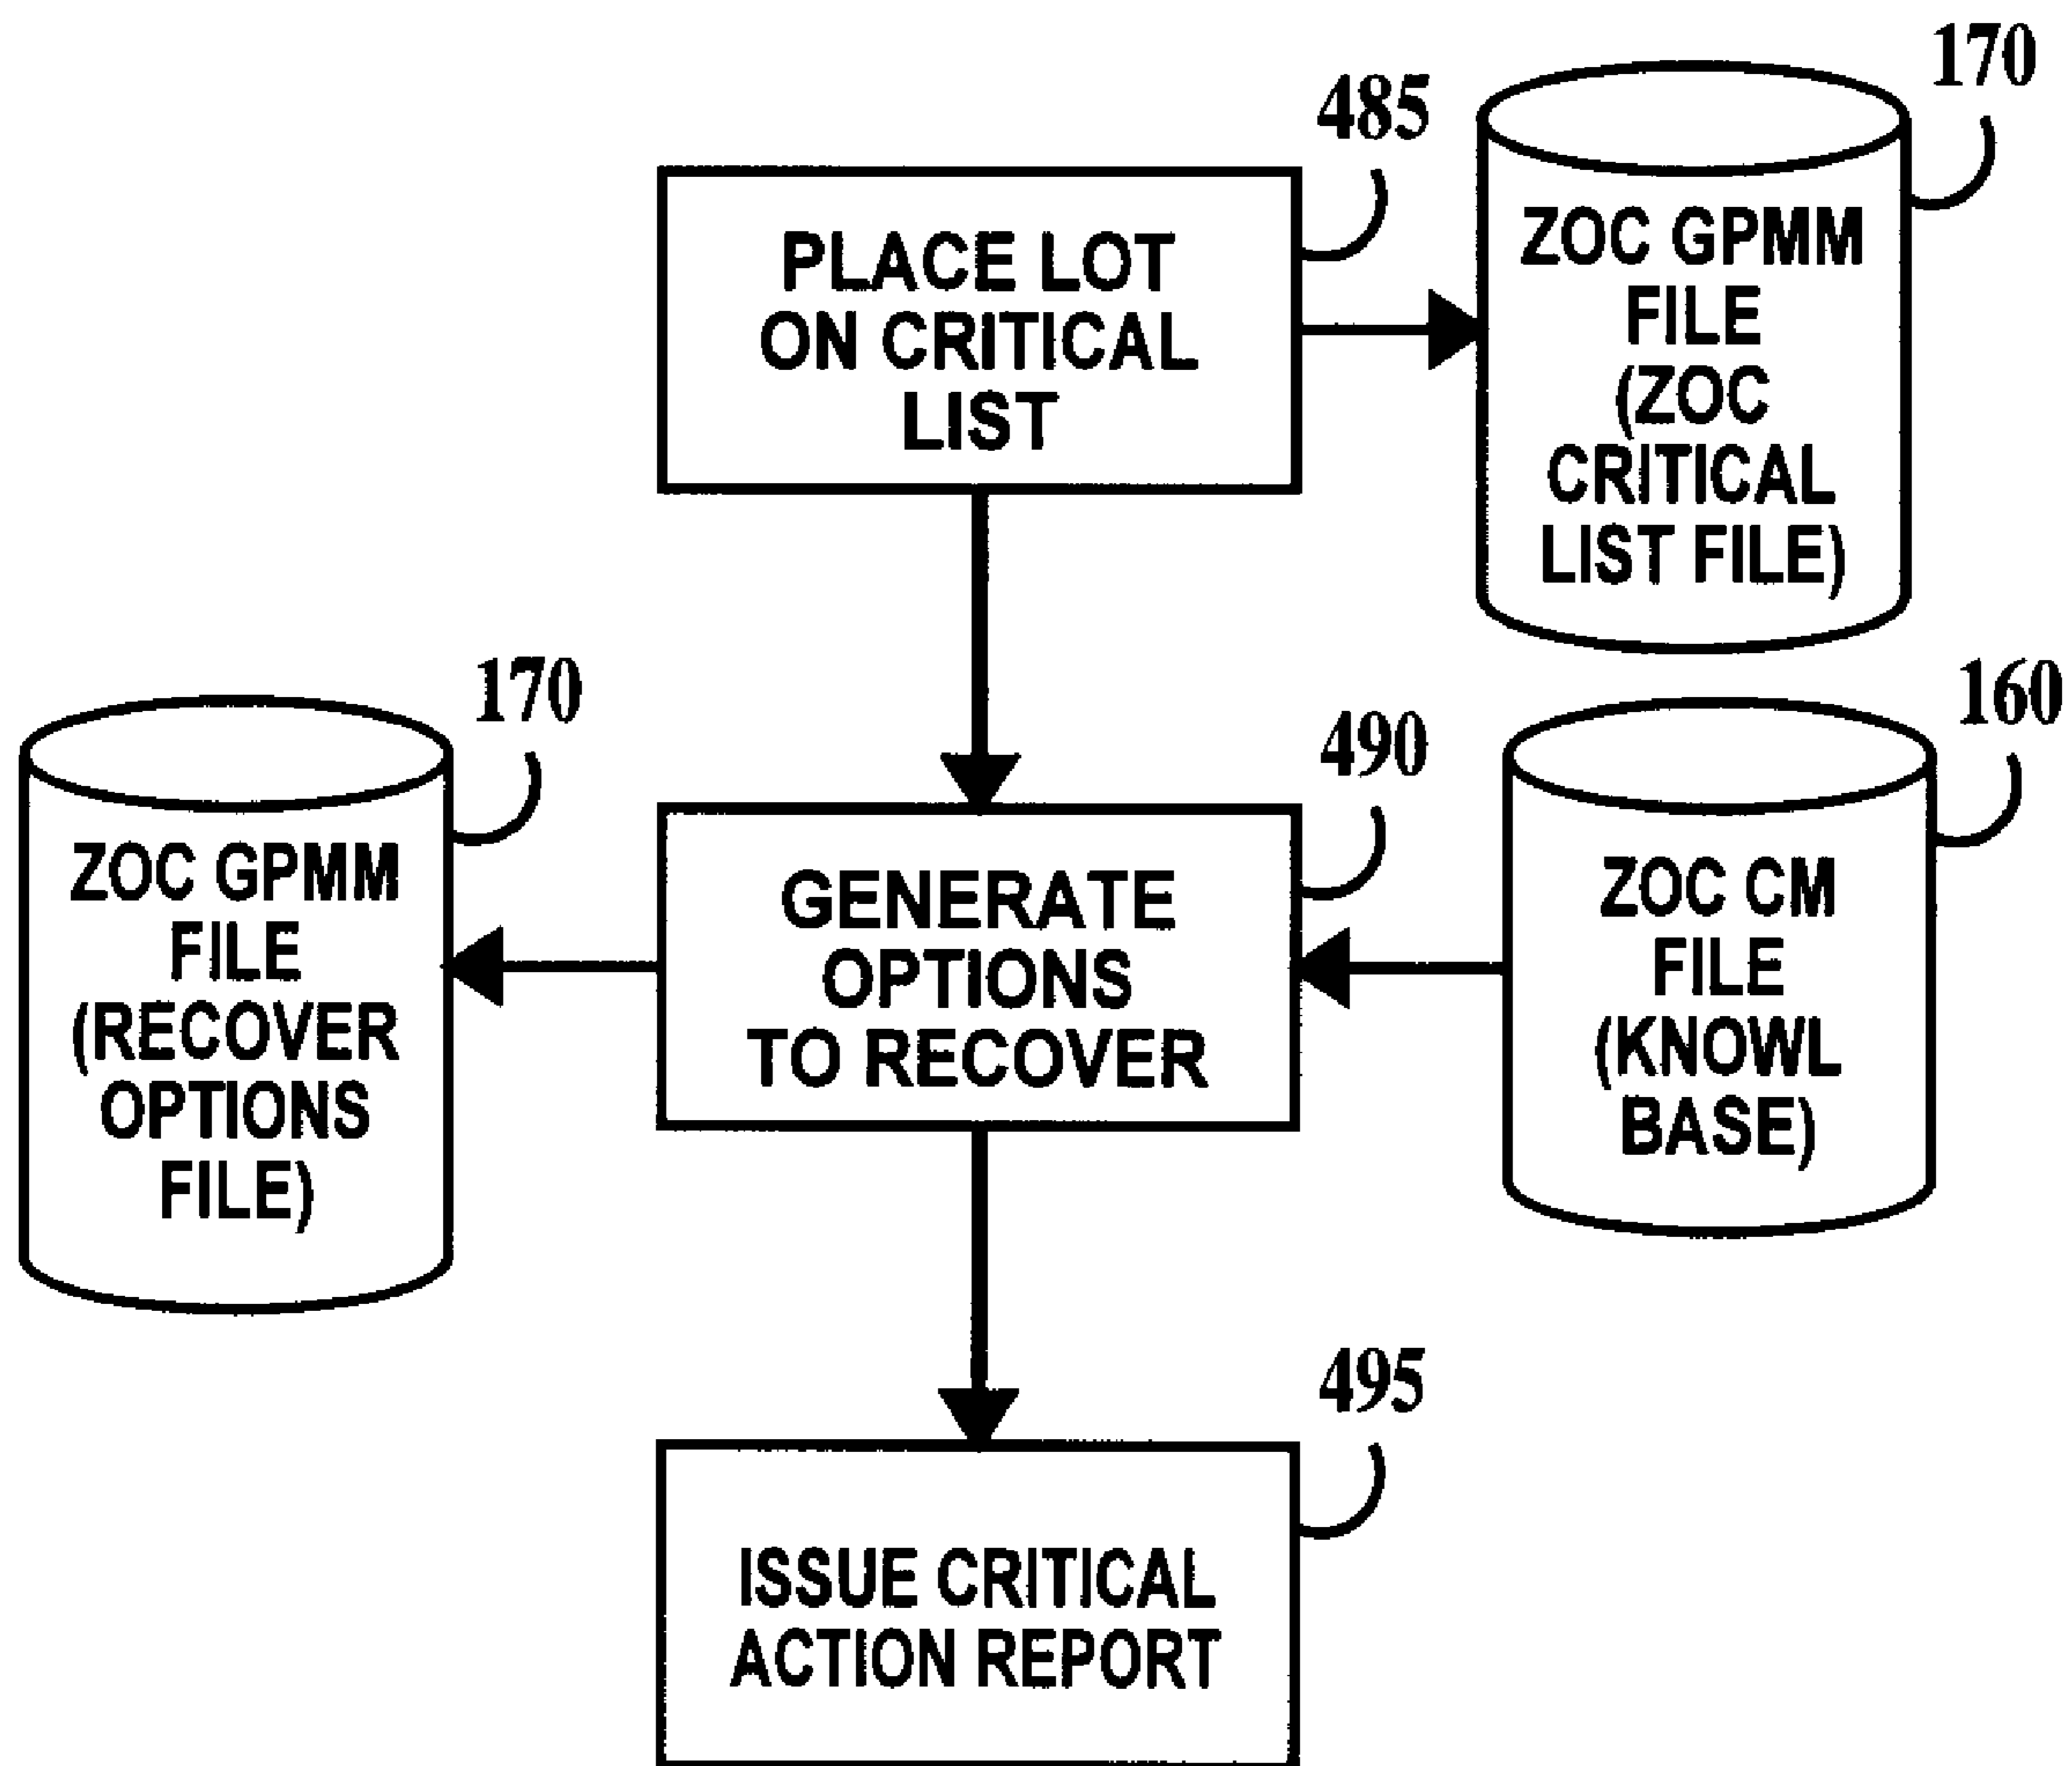 170
485
PLACE LOT
ON CRITICAL
LIST
ZOC GPMM
FILE
(ZOC
CRITICAL
LIST FILE)
170
490
160
ZOC GPMM
FILE
(RECOVER
OPTIONS
FILE)
GENERATE
OPTIONS
TO RECOVER
ZOC CM
FILE
(KNOWL
BASE)
495
ISSUE CRITICAL
ACTION REPORT